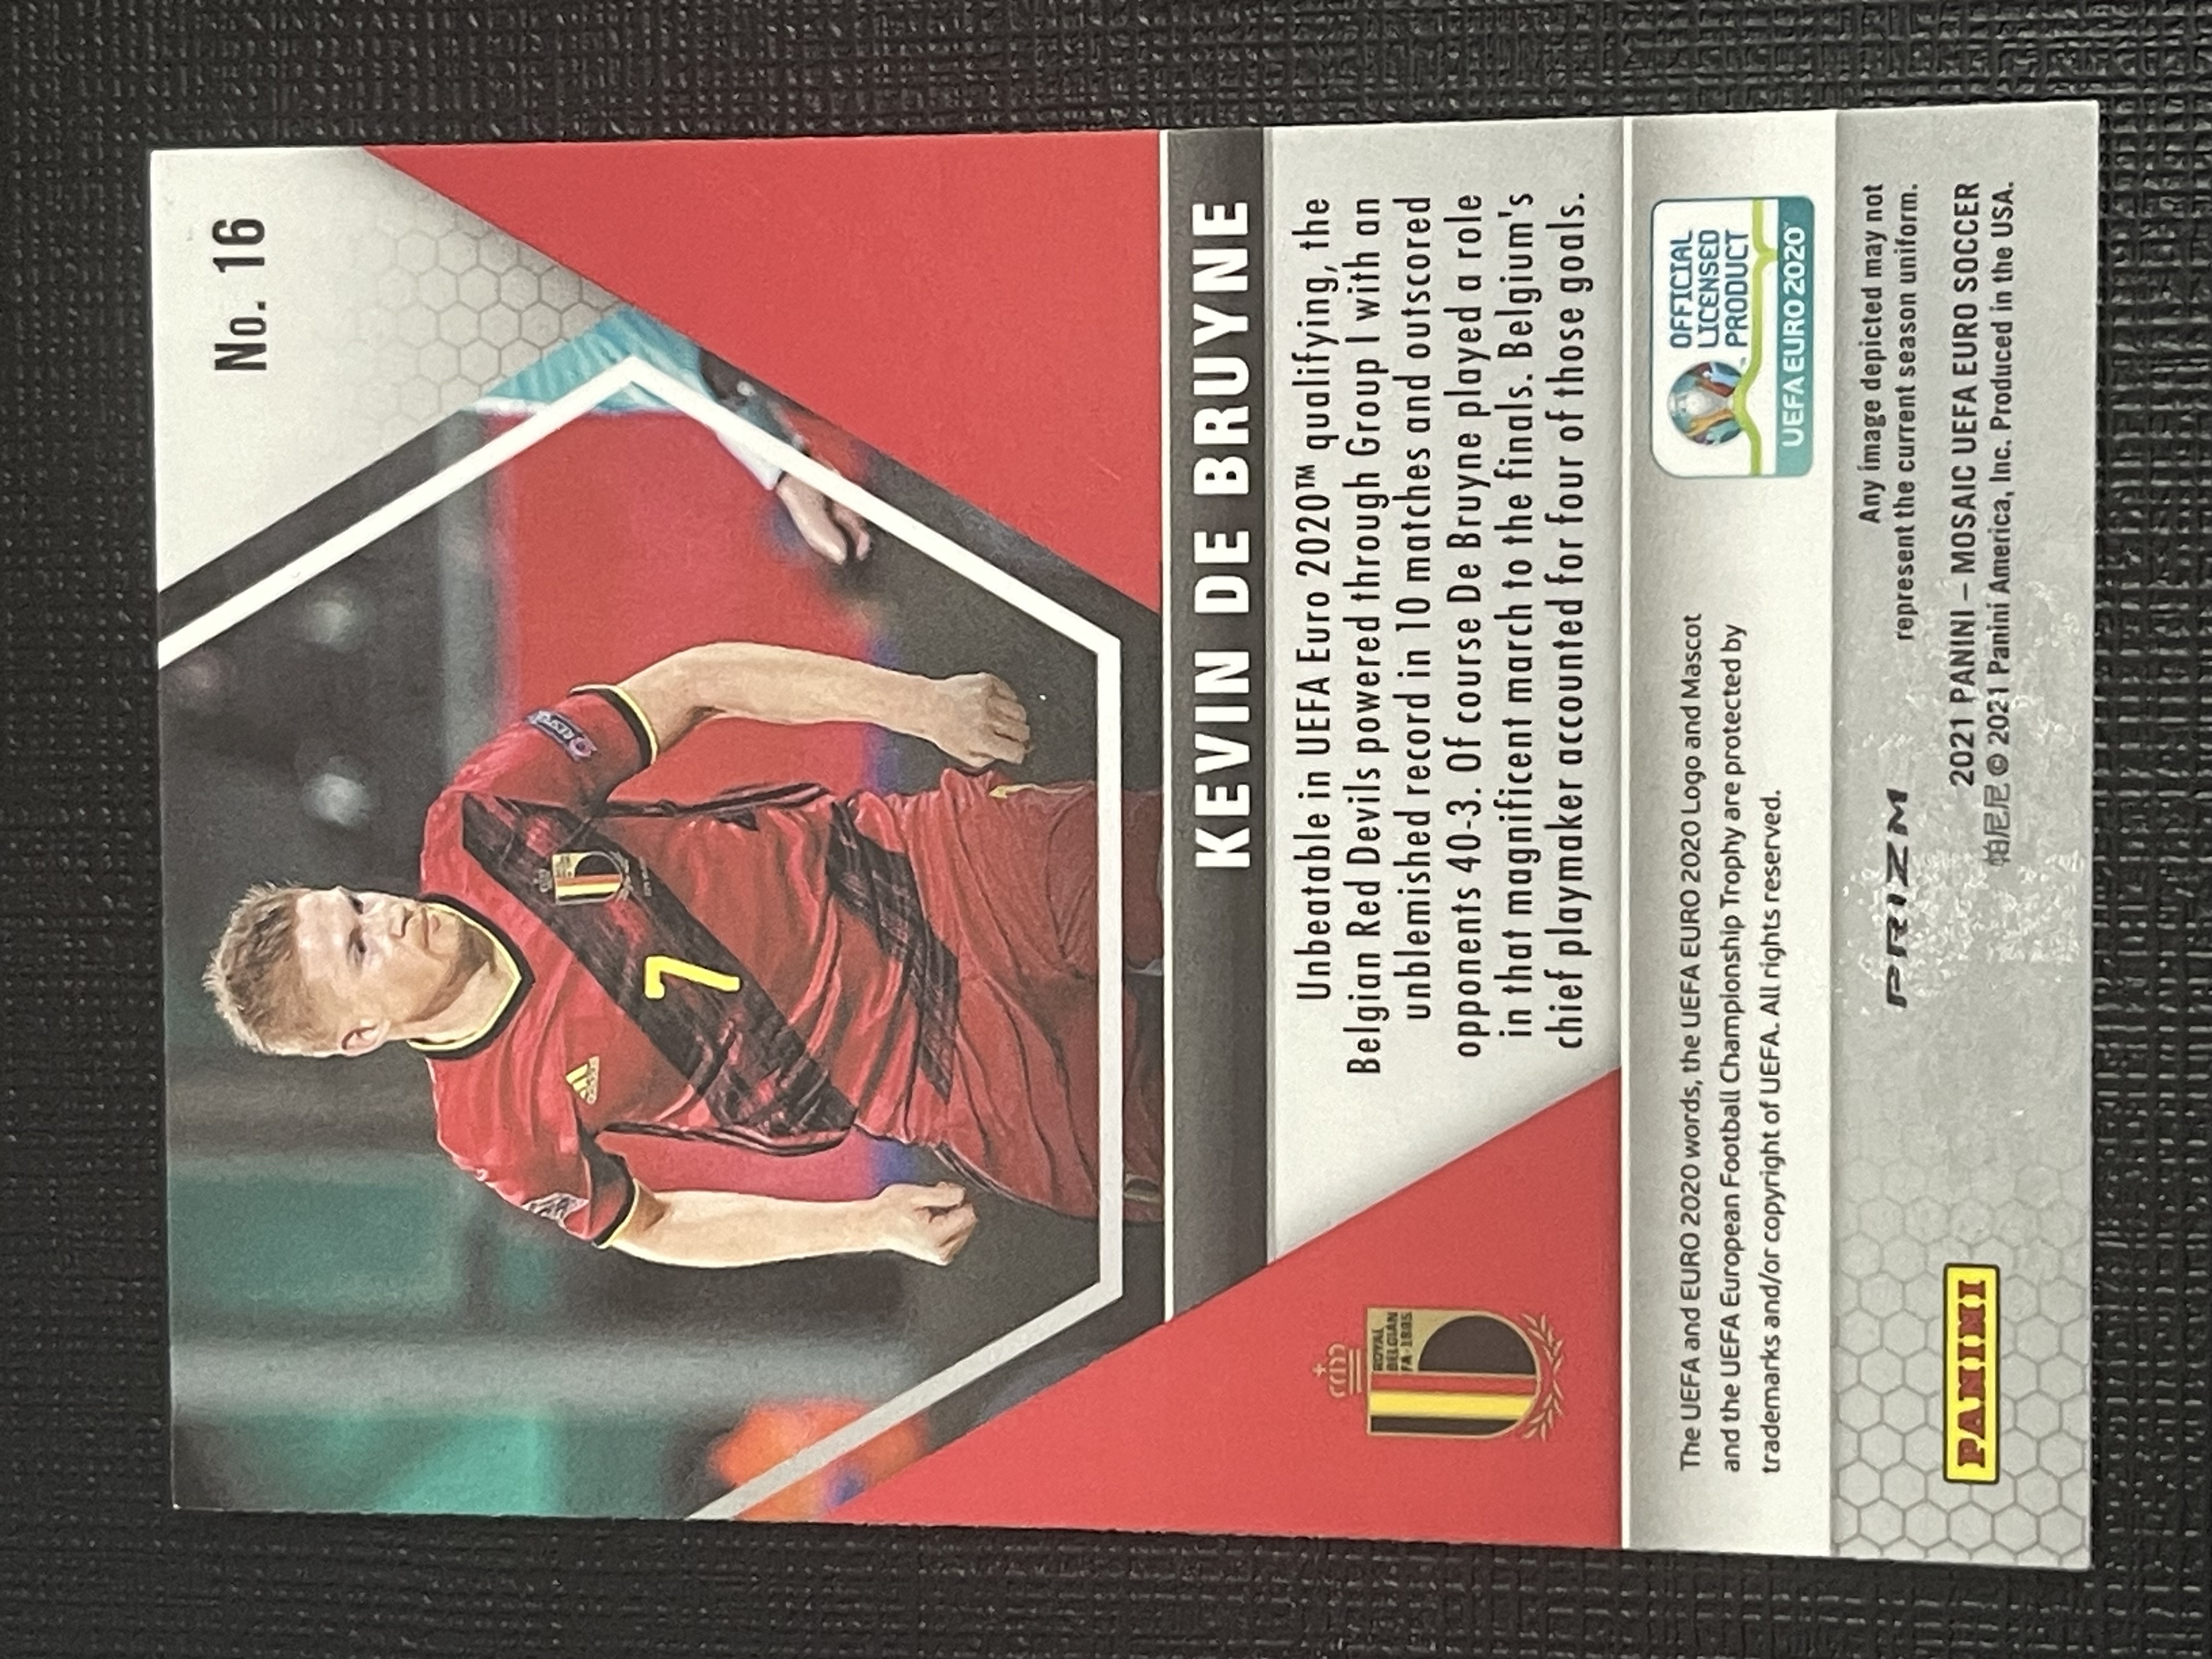 No. 16
RESPE
7
KEVIN DE BRUYNE
Unbeatable in UEFA Euro 2020™ qualifying, the
Belgian Red Devils powered through Group I with an
unblemished record in 10 matches and outscored
opponents 40-3. Of course De Bruyne played a role
in that magnificent march to the finals. Belgium's
chief playmaker accounted for four of those goals.
ROYAL
BELGIAN
FA-1895
The UEFA and EURO 2020 words, the UEFA EURO 2020 Logo and Mascot
and the UEFA European Football Championship Trophy are protected by
trademarks and/or copyright of UEFA. All rights reserved.
OFFICIAL
LICENSED
PRODUCT
UEFA EURO 2020™
PRIZM
Any image depicted may not
represent the current season uniform.
PANINI
2021 PANINI – MOSAIC UEFA EURO SOCCER
帕尼尼 © 2021 Panini America, Inc. Produced in the USA.